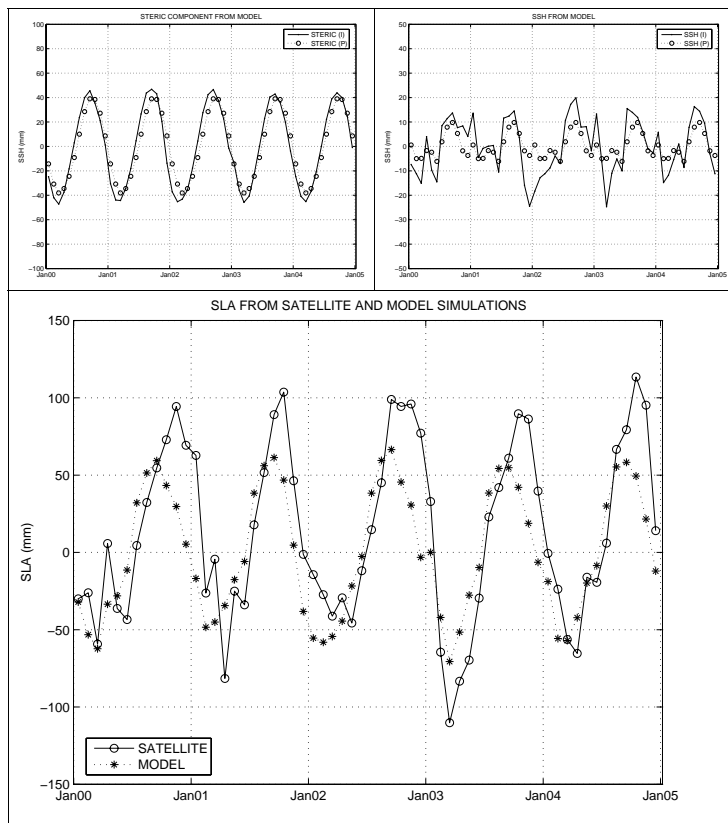 STERIC COMPONENT FROM MODEL
100
80
60
40
20
0
−20
−40
−60
−80
−100
SSH (mm)
STERIC (I)
STERIC (P)
Jan00 Jan01 Jan02 Jan03 Jan04 Jan05
SSH FROM MODEL
50
40
30
20
10
0
−10
−20
−30
−40
−50
SSH (mm)
SSH (I)
SSH (P)
Jan00 Jan01 Jan02 Jan03 Jan04 Jan05
SLA FROM SATELLITE AND MODEL SIMULATIONS
150
100
50
0
−50
−100
−150
SLA (mm)
SATELLITE
MODEL
Jan00 Jan01 Jan02 Jan03 Jan04 Jan05